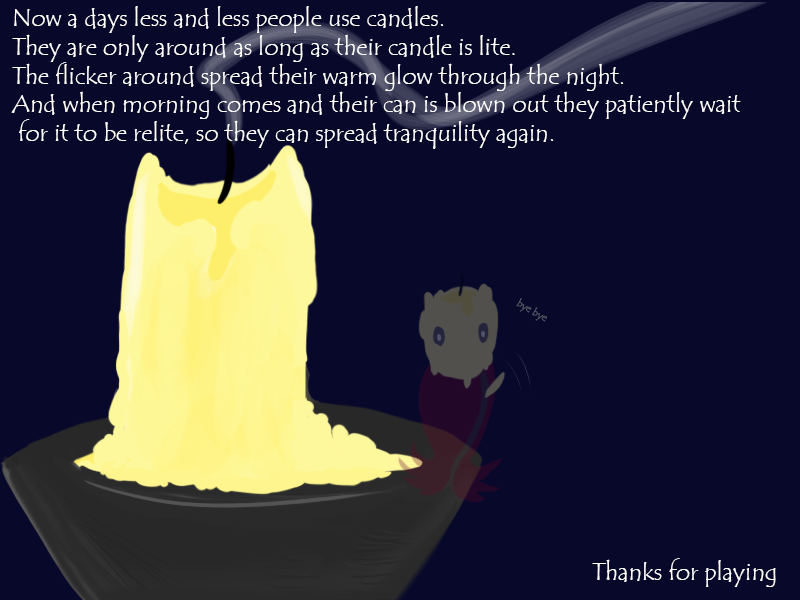 Now a days less and less people use candles.
They are only around as long as their candle is lite.
The flicker around spread their warm glow through the night.
And when morning comes and their can is blown out they patiently wait
for it to be relite, so they can spread tranquility again.
bye bye
Thanks for playing